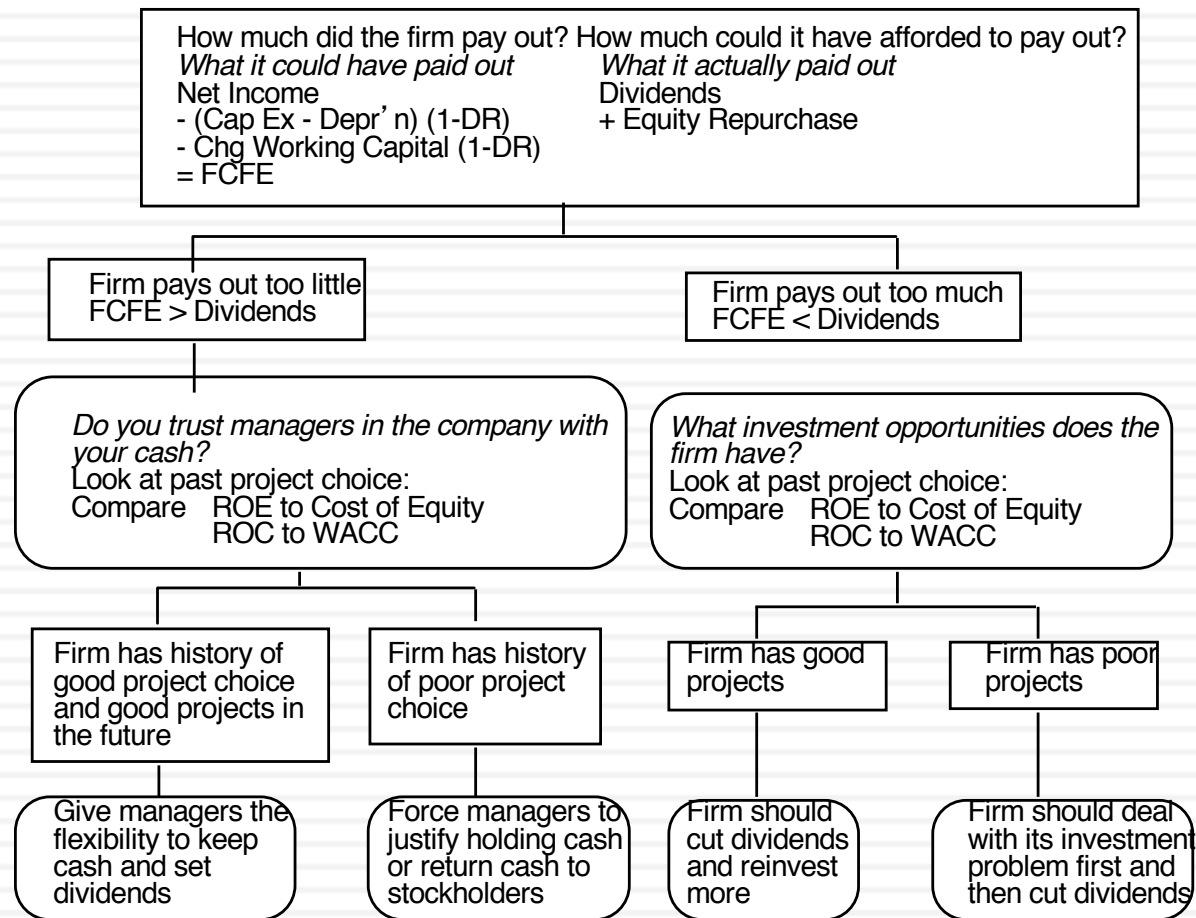 How much did the firm pay out? How much could it have afforded to pay out?
What it could have paid out
What it actually paid out
Net Income
Dividends
- (Cap Ex - Depr’n) (1-DR)
+ Equity Repurchase
- Chg Working Capital (1-DR)
= FCFE
Firm pays out too little
FCFE > Dividends
Firm pays out too much
FCFE < Dividends
Do you trust managers in the company with
your cash?
Look at past project choice:
Compare ROE to Cost of Equity
ROC to WACC
What investment opportunities does the
firm have?
Look at past project choice:
Compare ROE to Cost of Equity
ROC to WACC
Firm has history of
good project choice
and good projects in
the future
Firm has history
of poor project
choice
Firm has good
projects
Firm has poor
projects
Give managers the
flexibility to keep
cash and set
dividends
Force managers to
justify holding cash
or return cash to
stockholders
Firm should
cut dividends
and reinvest
more
Firm should deal
with its investment
problem first and
then cut dividends